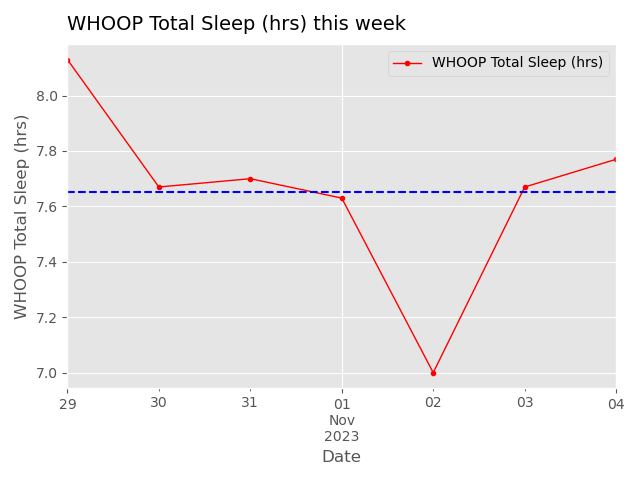 WHOOP Total Sleep (hrs) this week
WHOOP Total Sleep (hrs)
WHOOP Total Sleep (hrs)
8.0
7.8
7.6
7.4
7.2
7.0
29 30 31 01 02 03 04
Nov
2023
Date